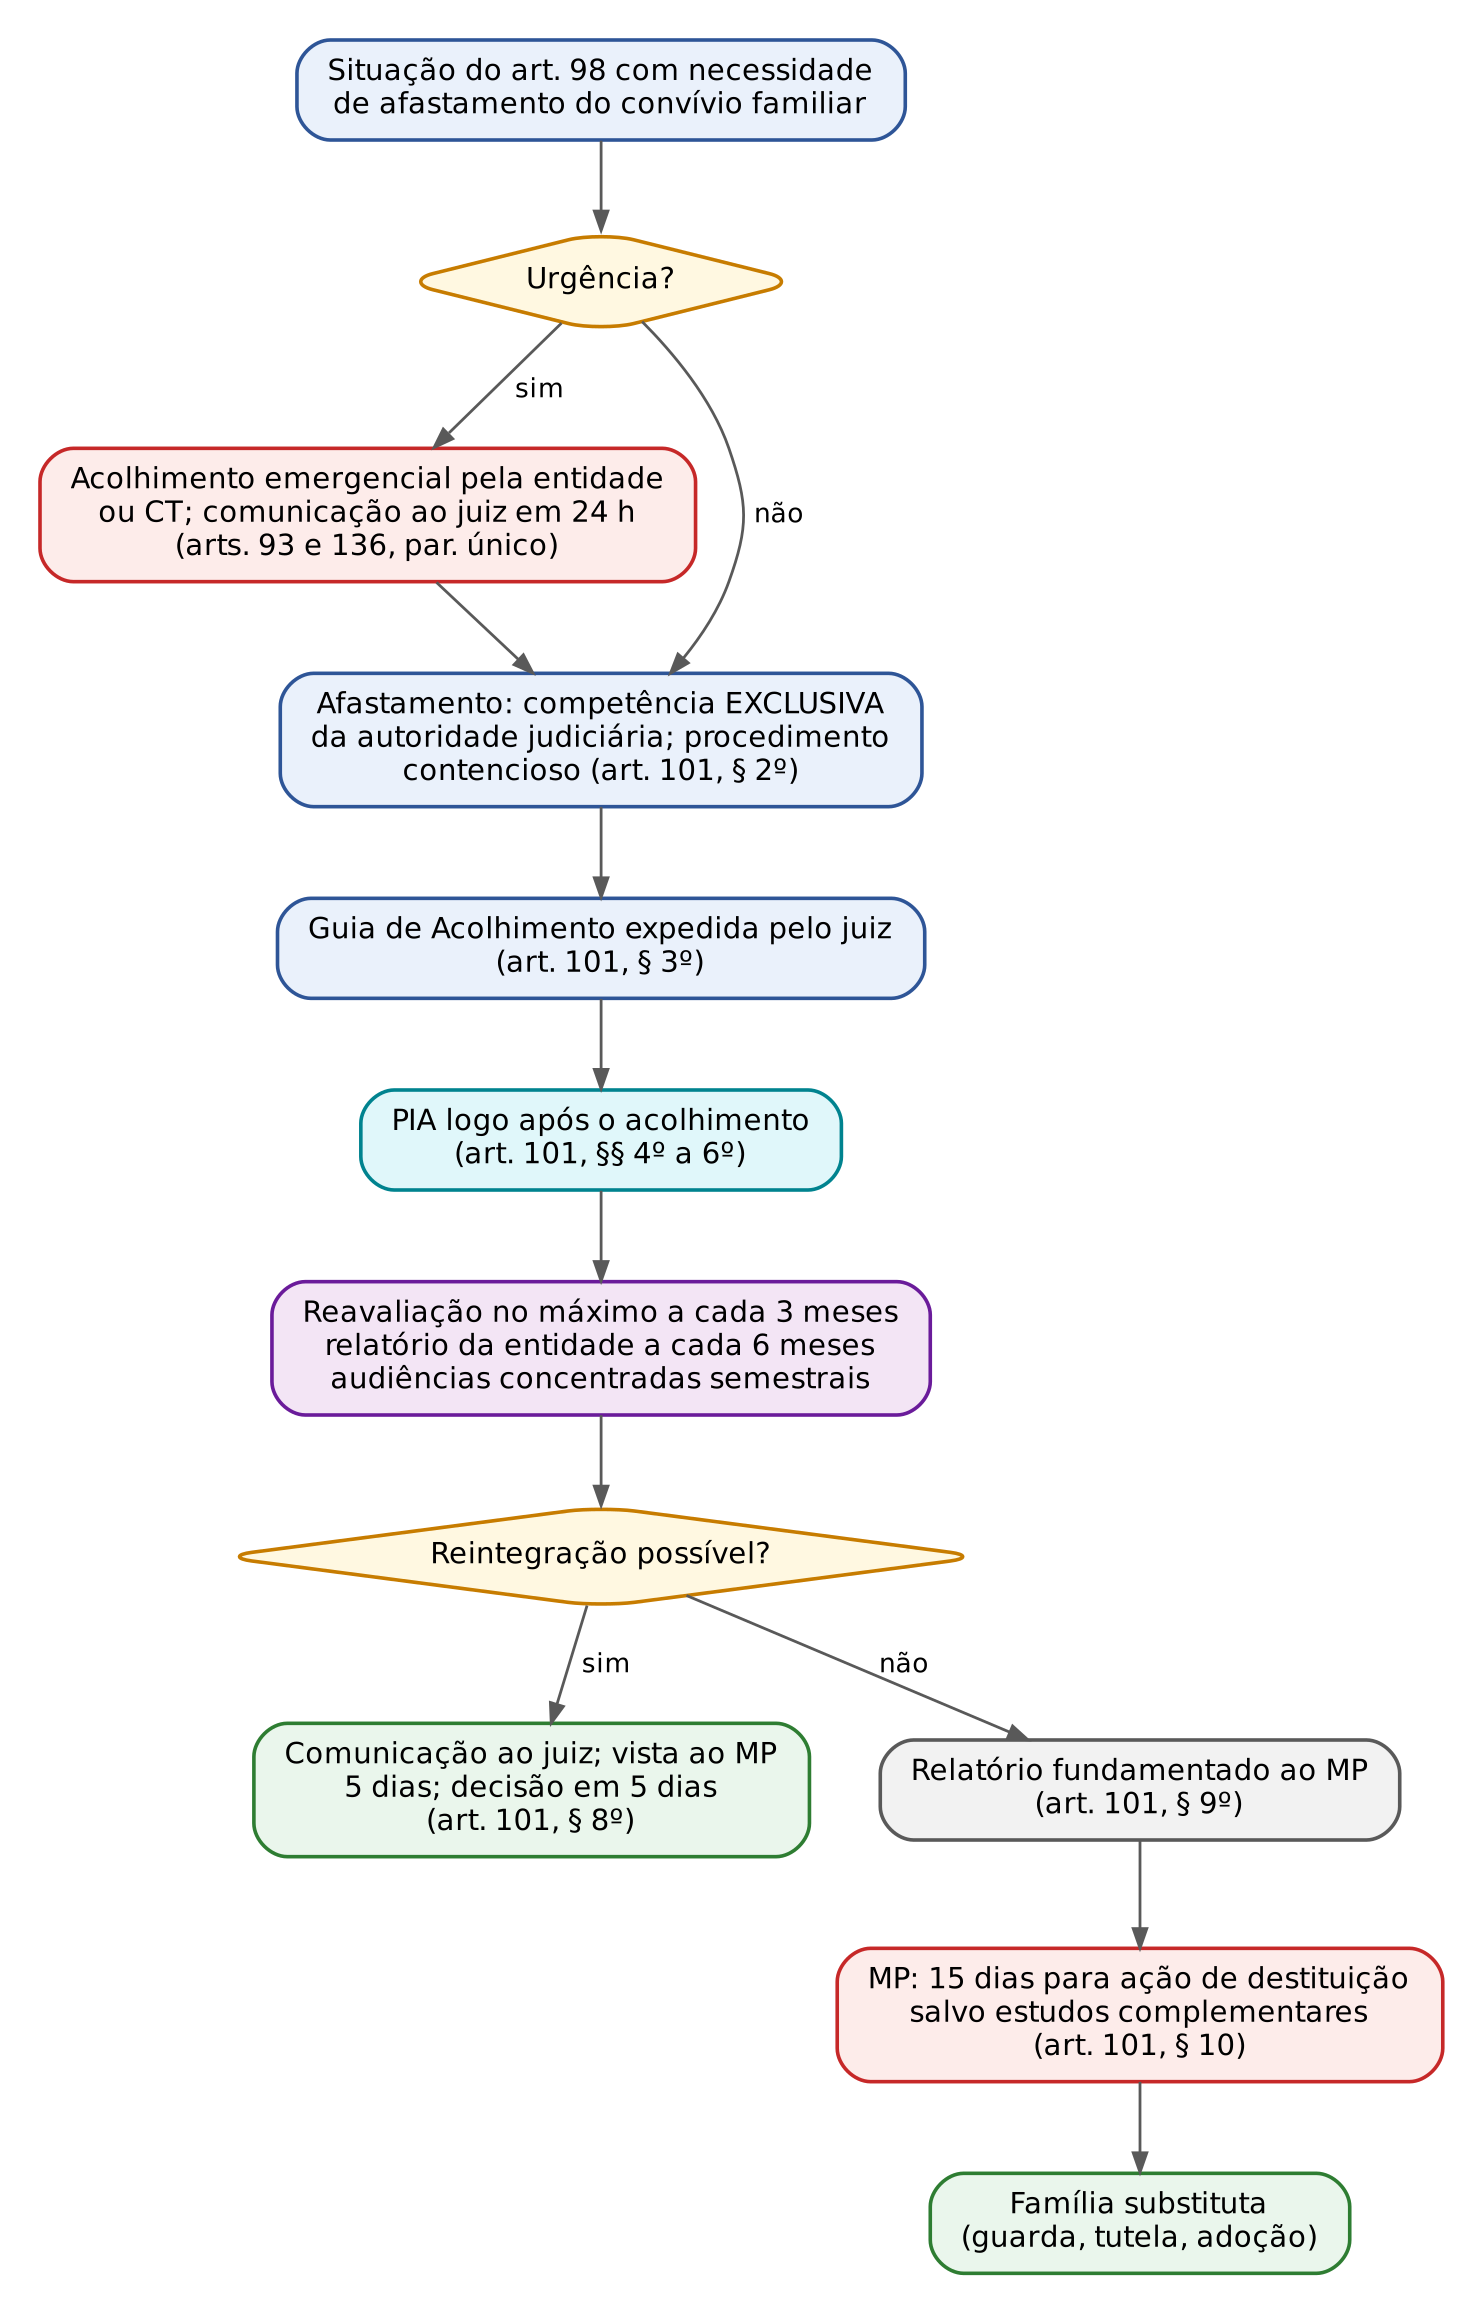 Situação do art. 98 com necessidade
de afastamento do convívio familiar
Urgência?
sim
não
Acolhimento emergencial pela entidade
ou CT; comunicação ao juiz em 24 h
(arts. 93 e 136, par. único)
Afastamento: competência EXCLUSIVA
da autoridade judiciária; procedimento
contencioso (art. 101, § 2º)
Guia de Acolhimento expedida pelo juiz
(art. 101, § 3º)
PIA logo após o acolhimento
(art. 101, §§ 4º a 6º)
Reavaliação no máximo a cada 3 meses
relatório da entidade a cada 6 meses
audiências concentradas semestrais
Reintegração possível?
sim
não
Comunicação ao juiz; vista ao MP
5 dias; decisão em 5 dias
(art. 101, § 8º)
Relatório fundamentado ao MP
(art. 101, § 9º)
MP: 15 dias para ação de destituição
salvo estudos complementares
(art. 101, § 10)
Família substituta
(guarda, tutela, adoção)